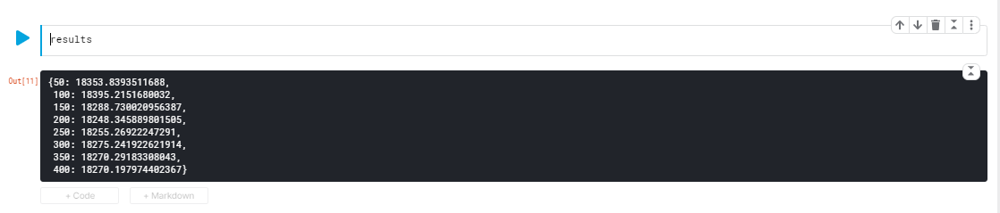 results
Out[11]
{50: 18353.8393511688,
100: 18395.2151680032,
150: 18288.730020956387,
200: 18248.345889801505,
250: 18255.26922247291,
300: 18275.241922621914,
350: 18270.29183308043,
400: 18270.197974402367}
+ Code + Markdown